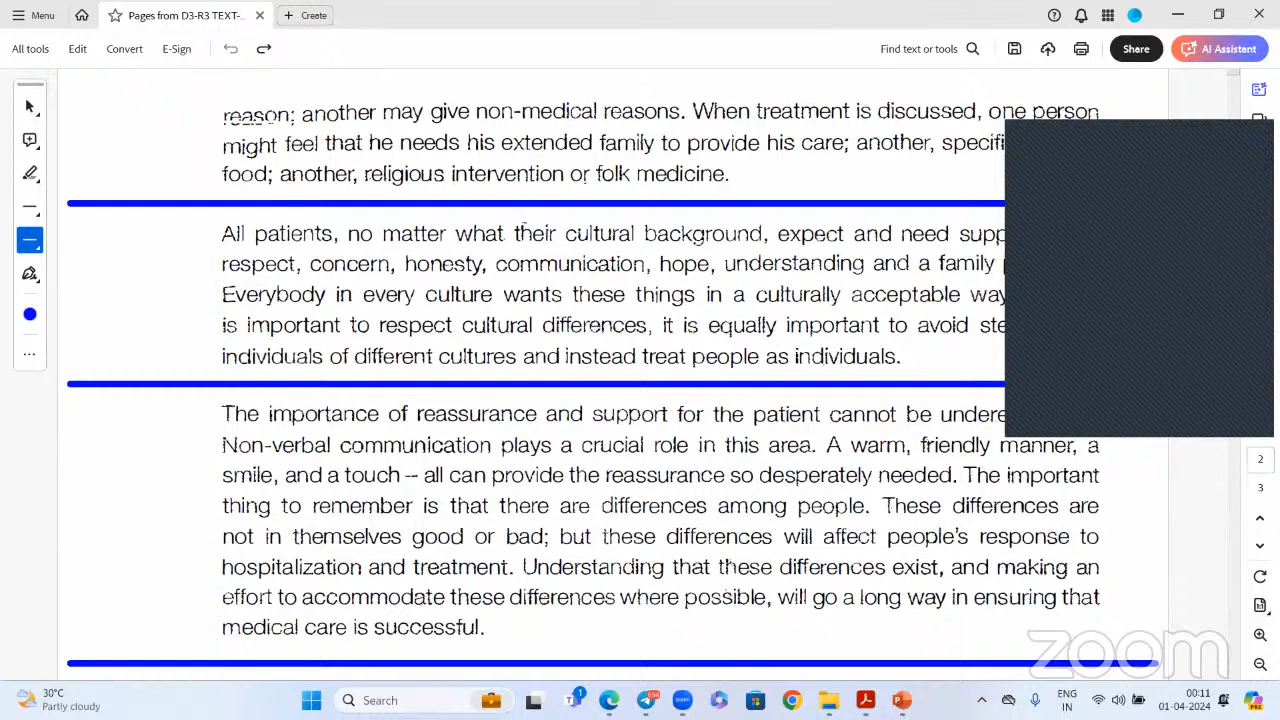 Menu
Pages from D3-R3 TEXT-...
Create
All tools
Edit
Convert
E-Sign
Find text or tools
Share
AI Assistant
reason; another may give non-medical reasons. When treatment is discussed, one person
might feel that he needs his extended family to provide his care; another,
food; another, religious intervention or folk medicine.
All patients, no matter what their cultural background, expect and need
respect, concern, honesty, communication, hope, understanding and a family
Everybody in every culture wants these things in a culturally acceptable
is important to respect cultural differences, it is equally important to avoid
individuals of different cultures and instead treat people as individuals.
The importance of reassurance and support for the patient cannot be
Non-verbal communication plays a crucial role in this area. A warm, friendly manner, a
smile, and a touch – all can provide the reassurance so desperately needed. The important
thing to remember is that there are differences among people. These differences are
not in themselves good or bad; but these differences will affect people's response to
hospitalization and treatment. Understanding that these differences exist, and making an
effort to accommodate these differences where possible, will go a long way in ensuring that
medical care is successful.
2
3
zoom
30°C
Partly cloudy
Search
ENG
IN
00:11
01-04-2024